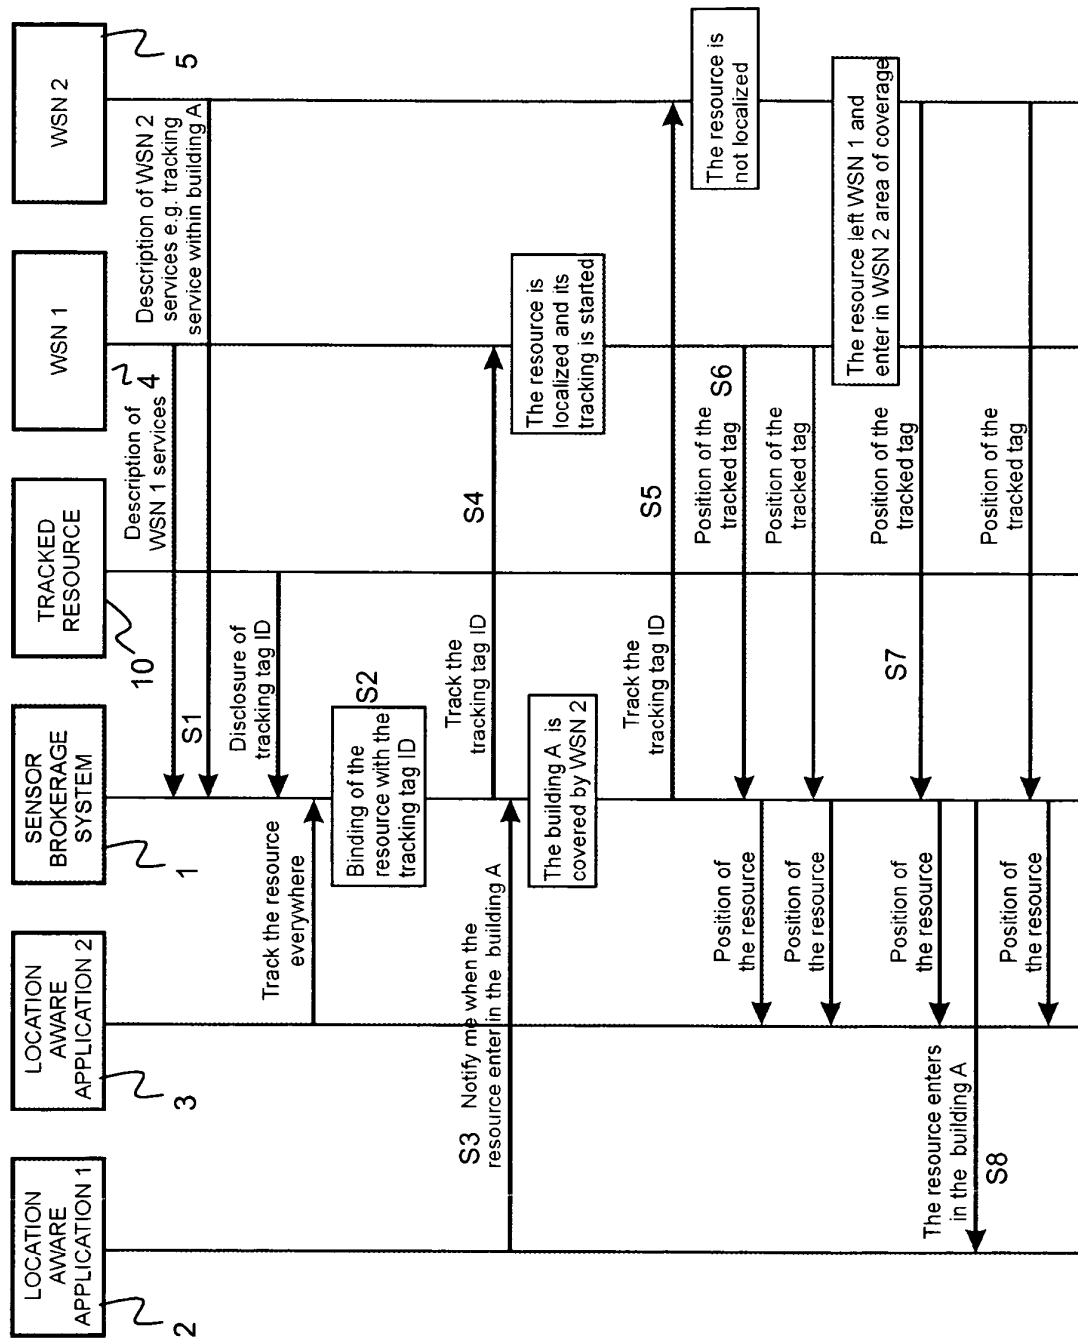 LOCATION
AWARE
APPLICATION 1
2
LOCATION
AWARE
APPLICATION 2
3
SENSOR
BROKERAGE
SYSTEM
1
TRACKED
RESOURCE
10
WSN 1
4
WSN 2
5
Description of
WSN 1 services
Description of WSN 2
services e.g. tracking
service within building A
S1
Disclosure of
tracking tag ID
Track the resource
everywhere
S2
Binding of the
resource with the
tracking tag ID
Track the
tracking tag ID
S4
S3 Notify me when the
resource enter in the building A
The resource is
localized and its
tracking is started
The building A is
covered by WSN 2
Track the
tracking tag ID
S5
The resource is
not localized
Position of the
tracked tag
S6
Position of
the resource
Position of the
tracked tag
Position of
the resource
The resource left WSN 1 and
enter in WSN 2 area of coverage
Position of the
tracked tag
S7
Position of
the resource
The resource enters
in the building A
S8
Position of the
tracked tag
Position of
the resource